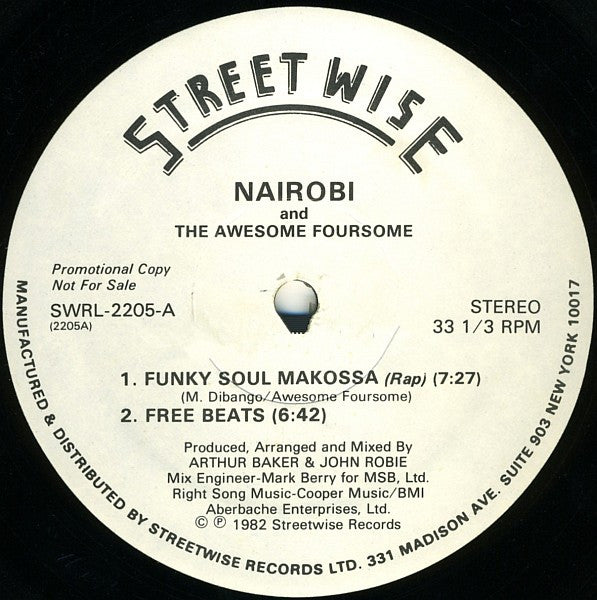 STREETWISE
NAIROBI
and
THE AWESOME FOURSOME
Promotional Copy
Not For Sale
SWRL-2205-A
(2205A)
STEREO
33 1/3 RPM
1. FUNKY SOUL MAKOSSA (Rap) (7:27)
(M. Dibango/Awesome Foursome)
2. FREE BEATS (6:42)
Produced, Arranged and Mixed By
ARTHUR BAKER & JOHN ROBIE
Mix Engineer-Mark Berry for MSB, Ltd.
Right Song Music-Cooper Music/BMI
Aberbache Enterprises, Ltd.
© ℗ 1982 Streetwise Records
MANUFACTURED & DISTRIBUTED BY STREETWISE RECORDS LTD. 331 MADISON AVE. SUITE 903 NEW YORK 10017